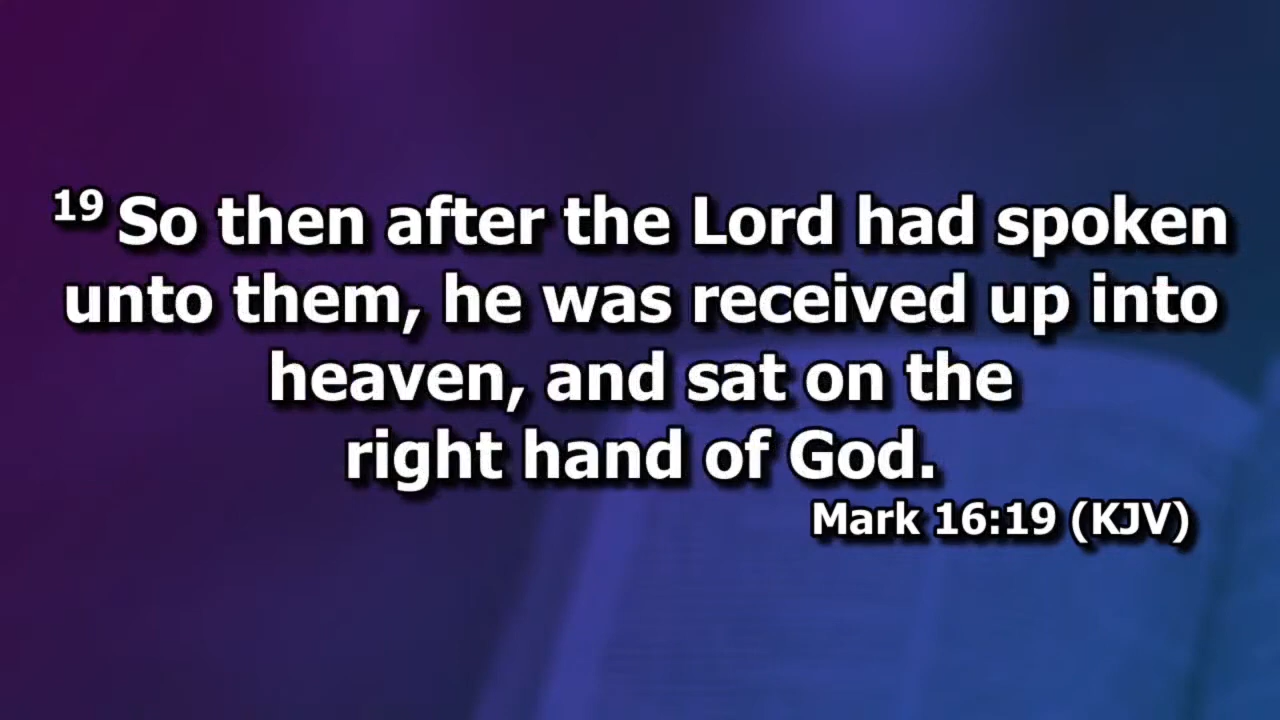 19 So then after the Lord had spoken
unto them, he was received up into
heaven, and sat on the
right hand of God.
Mark 16:19 (KJV)